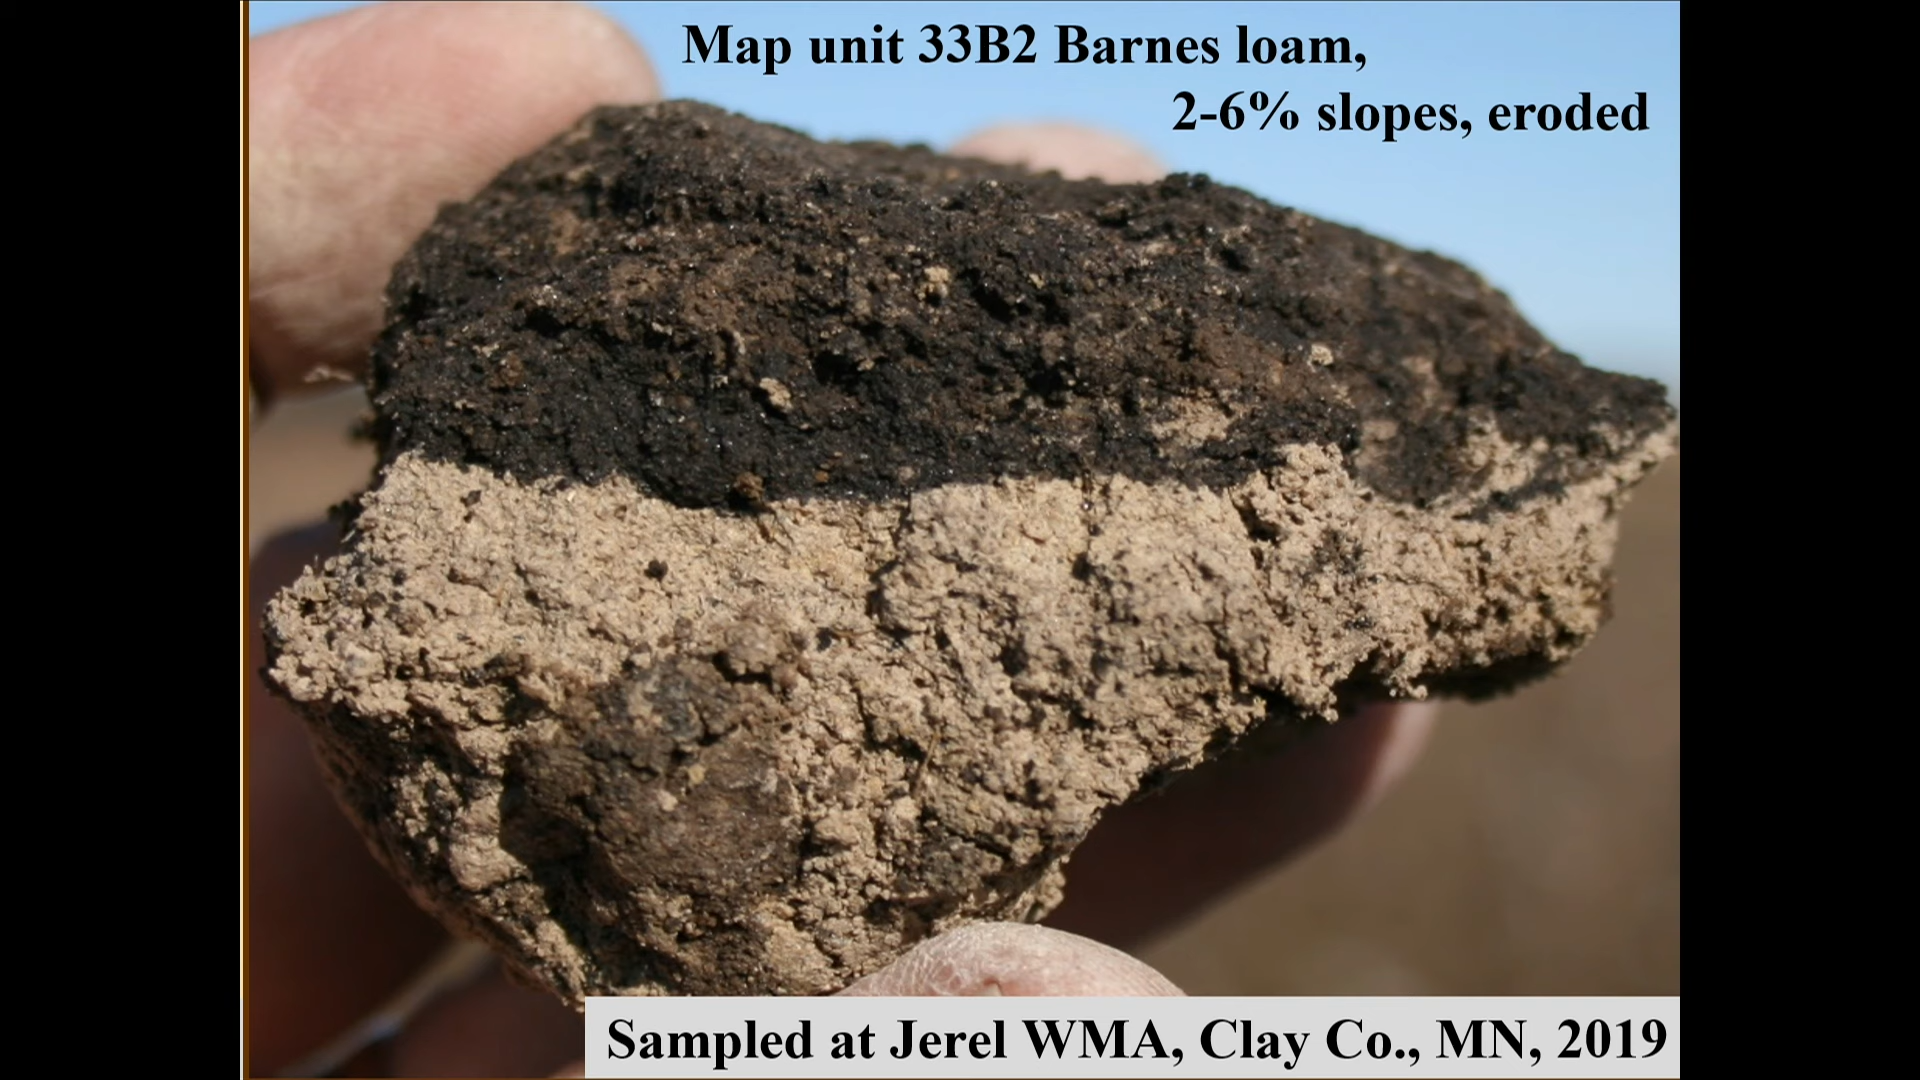 Map unit 33B2 Barnes loam,
2-6% slopes, eroded
Sampled at Jerel WMA, Clay Co., MN, 2019